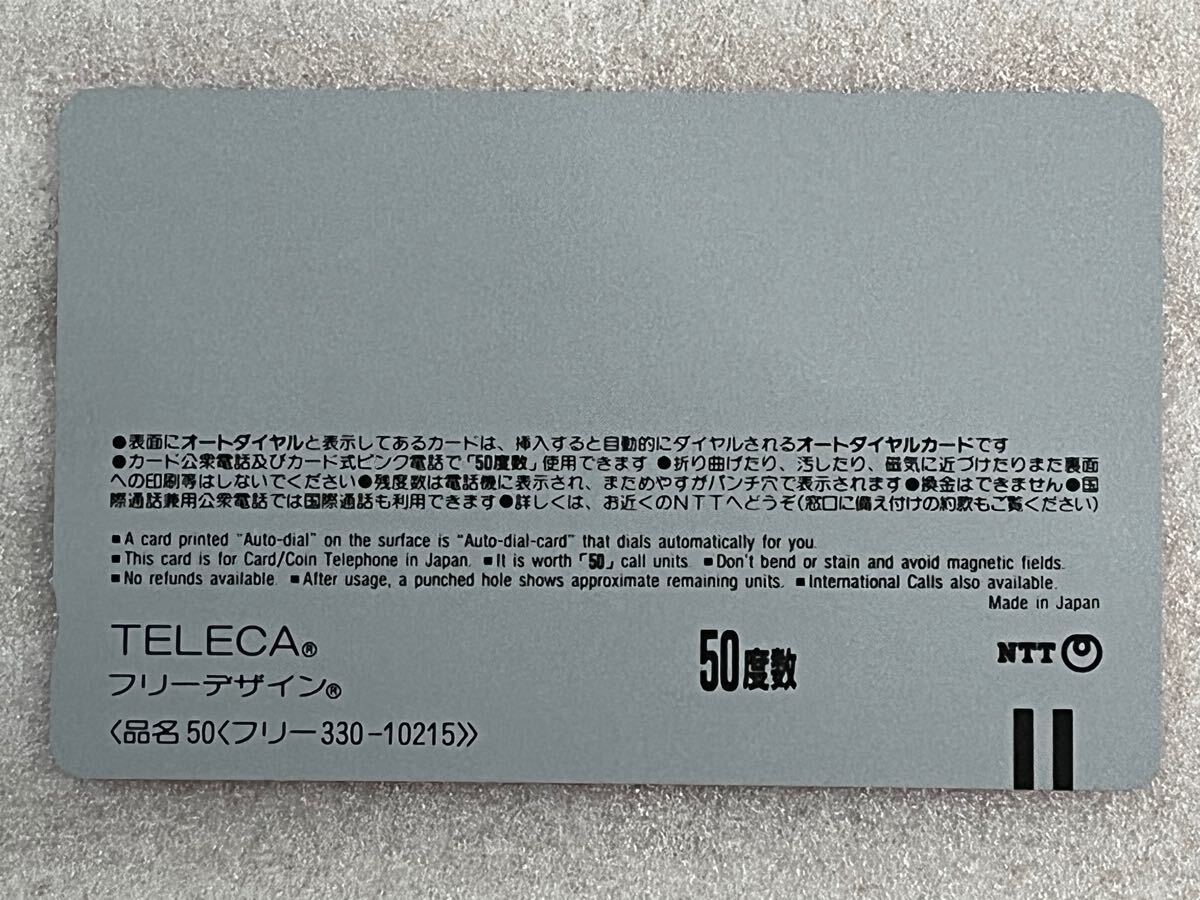 ●表面にオートダイヤルと表示してあるカードは、挿入すると自動的にダイヤルされるオートダイヤルカードです
●カード公衆電話及びカード式ピンク電話で「50度数」使用できます ●折り曲げたり、汚したり、磁気に近づけたりまた裏面
への印刷等はしないでください●残度数は電話機に表示され、まためやすがパンチ穴で表示されます●換金はできません●国
際通話兼用公衆電話では国際通話も利用できます●詳しくは、お近くのNTTへどうぞ(窓口に備え付けの約款もご覧ください)
■A card printed "Auto-dial" on the surface is "Auto-dial-card" that dials automatically for you.
■This card is for Card/Coin Telephone in Japan. ■It is worth「50」call units. ■Don't bend or stain and avoid magnetic fields.
■No refunds available. ■After usage, a punched hole shows approximate remaining units. ■International Calls also available.
Made in Japan
TELECA®
フリーデザイン®
50度数
NTT
〈品名 50〈フリー330-10215〉〉